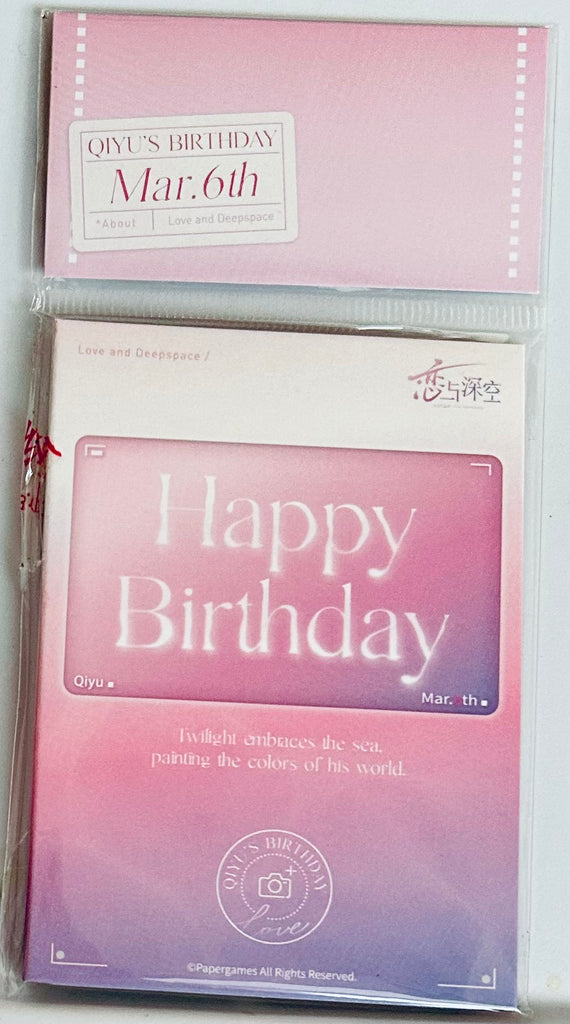 QIYU'S BIRTHDAY
Mar.6th
*About
Love and Deepspace
Love and Deepspace /
恋与深空
Happy
Birthday
Qiyu
Mar.6th
Twilight embraces the sea,
painting the colors of his world.
QIYU'S BIRTHDAY
Love
©Papergames All Rights Reserved.